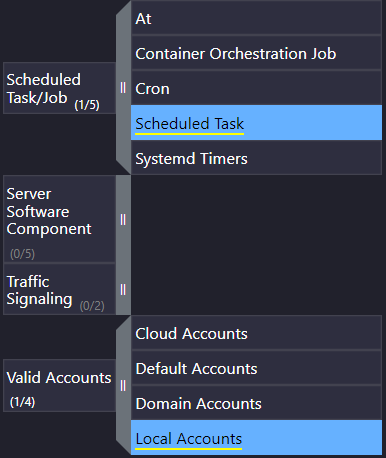 Scheduled
Task/Job (1/5)
At
Container Orchestration Job
Cron
Scheduled Task
Systemd Timers
Server
Software
Component
(0/5)
Traffic
Signaling (0/2)
Valid Accounts
(1/4)
Cloud Accounts
Default Accounts
Domain Accounts
Local Accounts